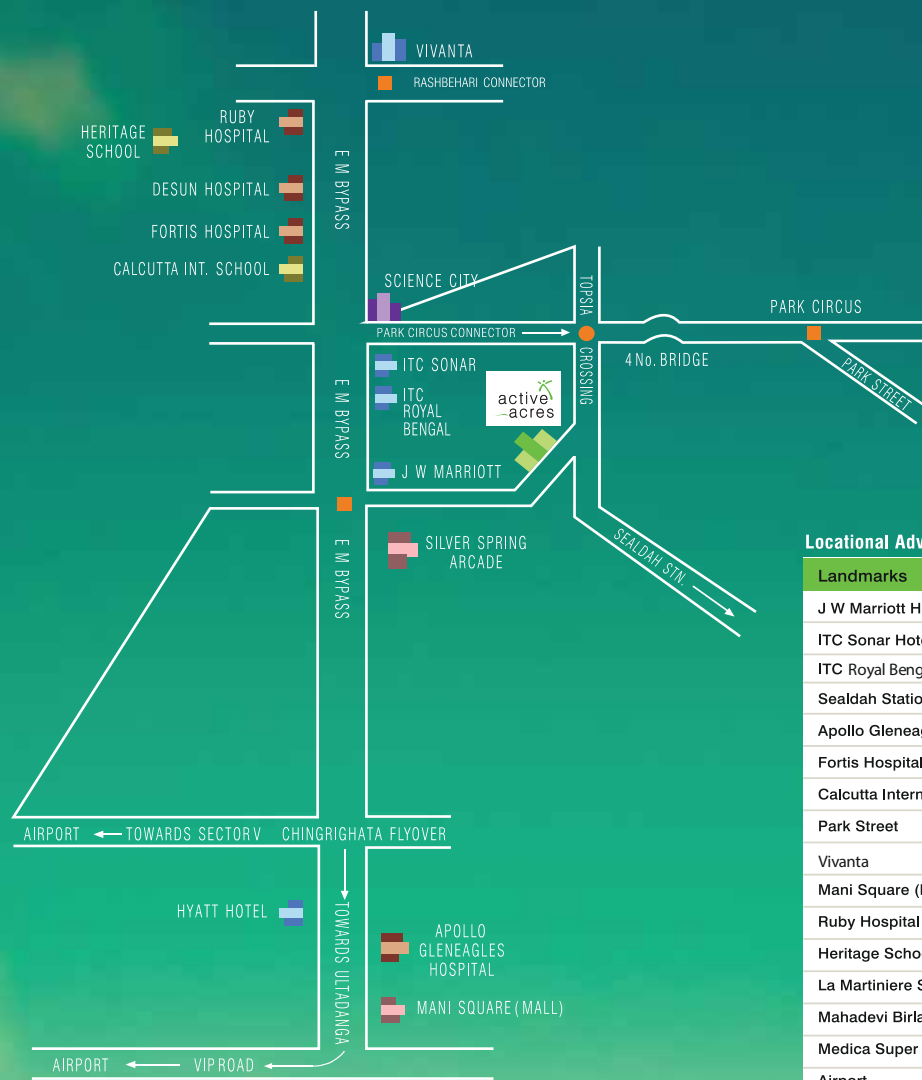 VIVANTA
RASHBEHARI CONNECTOR
RUBY
HOSPITAL
HERITAGE
SCHOOL
E M BYPASS
DESUN HOSPITAL
FORTIS HOSPITAL
CALCUTTA INT. SCHOOL
SCIENCE CITY
TOPSIA CROSSING
PARK CIRCUS
PARK CIRCUS CONNECTOR
4 No. BRIDGE
PARK STREET
ITC SONAR
ITC
ROYAL
BENGAL
active
acres
E M BYPASS
J W MARRIOTT
SILVER SPRING
ARCADE
E M BYPASS
SEALDAH STN.
AIRPORT
TOWARDS SECTOR V
CHINGRIGHATA FLYOVER
HYATT HOTEL
TOWARDS ULTADANGA
APOLLO
GLENEAGLES
HOSPITAL
MANI SQUARE (MALL)
AIRPORT
VIP ROAD
Locational Adv
Landmarks
J W Marriott H
ITC Sonar Hot
ITC Royal Beng
Sealdah Statio
Apollo Glenea
Fortis Hospital
Calcutta Intern
Park Street
Vivanta
Mani Square (
Ruby Hospital
Heritage Scho
La Martiniere S
Mahadevi Birla
Medica Super
Airport